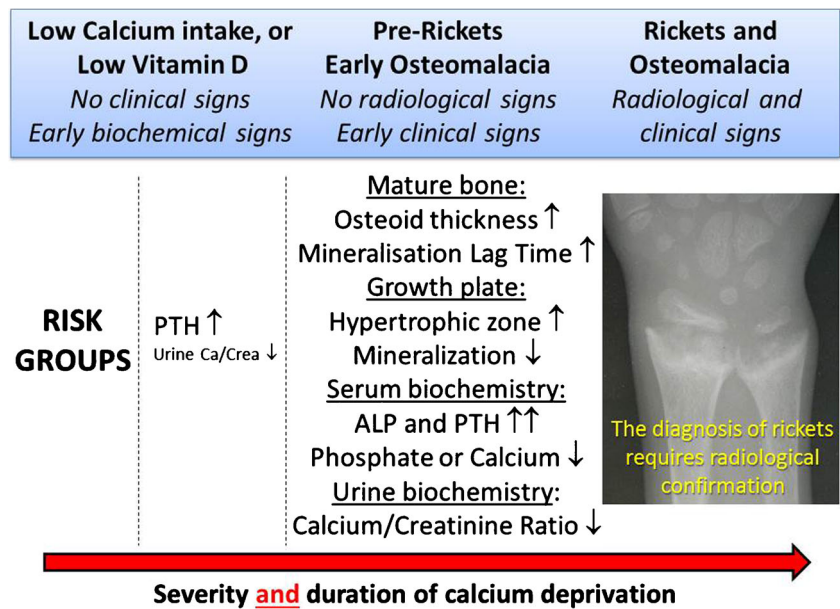 Low Calcium intake, or
Low Vitamin D
No clinical signs
Early biochemical signs
Pre-Rickets
Early Osteomalacia
No radiological signs
Early clinical signs
Rickets and
Osteomalacia
Radiological and
clinical signs
RISK
GROUPS
PTH ↑
Urine Ca/Crea ↓
Mature bone:
Osteoid thickness ↑
Mineralisation Lag Time ↑
Growth plate:
Hypertrophic zone ↑
Mineralization ↓
Serum biochemistry:
ALP and PTH ↑↑
Phosphate or Calcium ↓
Urine biochemistry:
Calcium/Creatinine Ratio ↓
The diagnosis of rickets
requires radiological
confirmation
Severity and duration of calcium deprivation